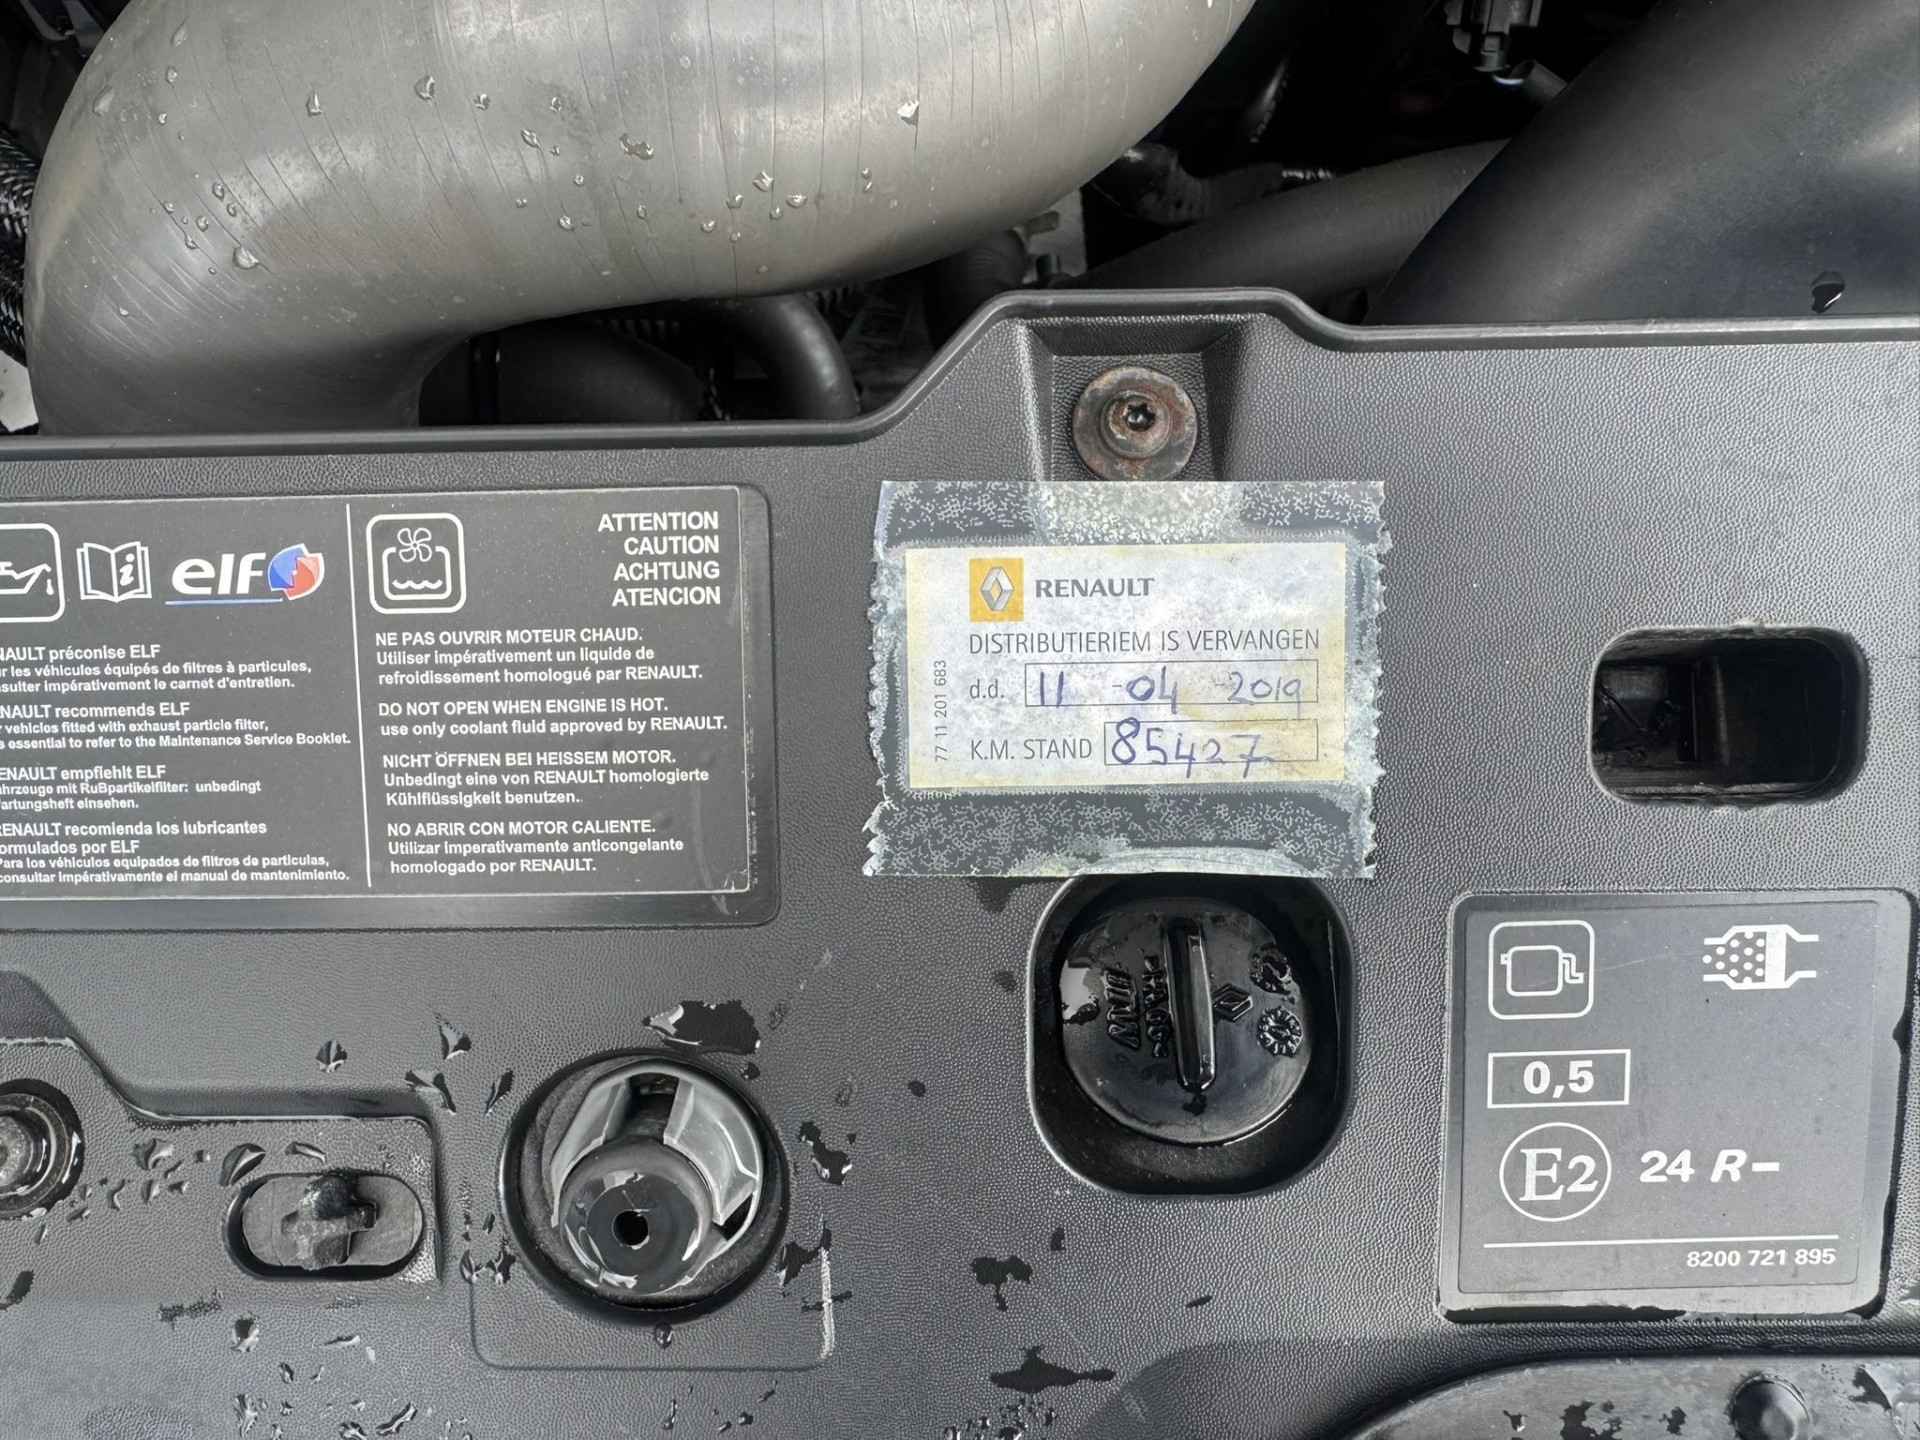 elf
NAULT préconise ELF
r les véhicules équipés de filtres à particules,
sulter impérativement le carnet d'entretien.
NAULT recommends ELF
r vehicles fitted with exhaust particle filter,
s essential to refer to the Maintenance Service Booklet.
ENAULT empfiehlt ELF
hrzeuge mit Rußpartikelfilter: unbedingt
artungsheft einsehen.
RENAULT recomienda los lubricantes
ormulados por ELF
Para los véhiculos equipados de filtros de particulas,
consultar impérativamente el manual de mantenimiento.
ATTENTION
CAUTION
ACHTUNG
ATENCION
NE PAS OUVRIR MOTEUR CHAUD.
Utiliser impérativement un liquide de
refroidissement homologué par RENAULT.
DO NOT OPEN WHEN ENGINE IS HOT.
use only coolant fluid approved by RENAULT.
NICHT ÖFFNEN BEI HEISSEM MOTOR.
Unbedingt eine von RENAULT homologierte
Kühlflüssigkeit benutzen.
NO ABRIR CON MOTOR CALIENTE.
Utilizar imperativamente anticongelante
homologado por RENAULT.
RENAULT
DISTRIBUTIERIEM IS VERVANGEN
d.d. 11 -04 -2019
K.M. STAND 85427
77 11 201 683
0,5
E2 24 R-
8200 721 895